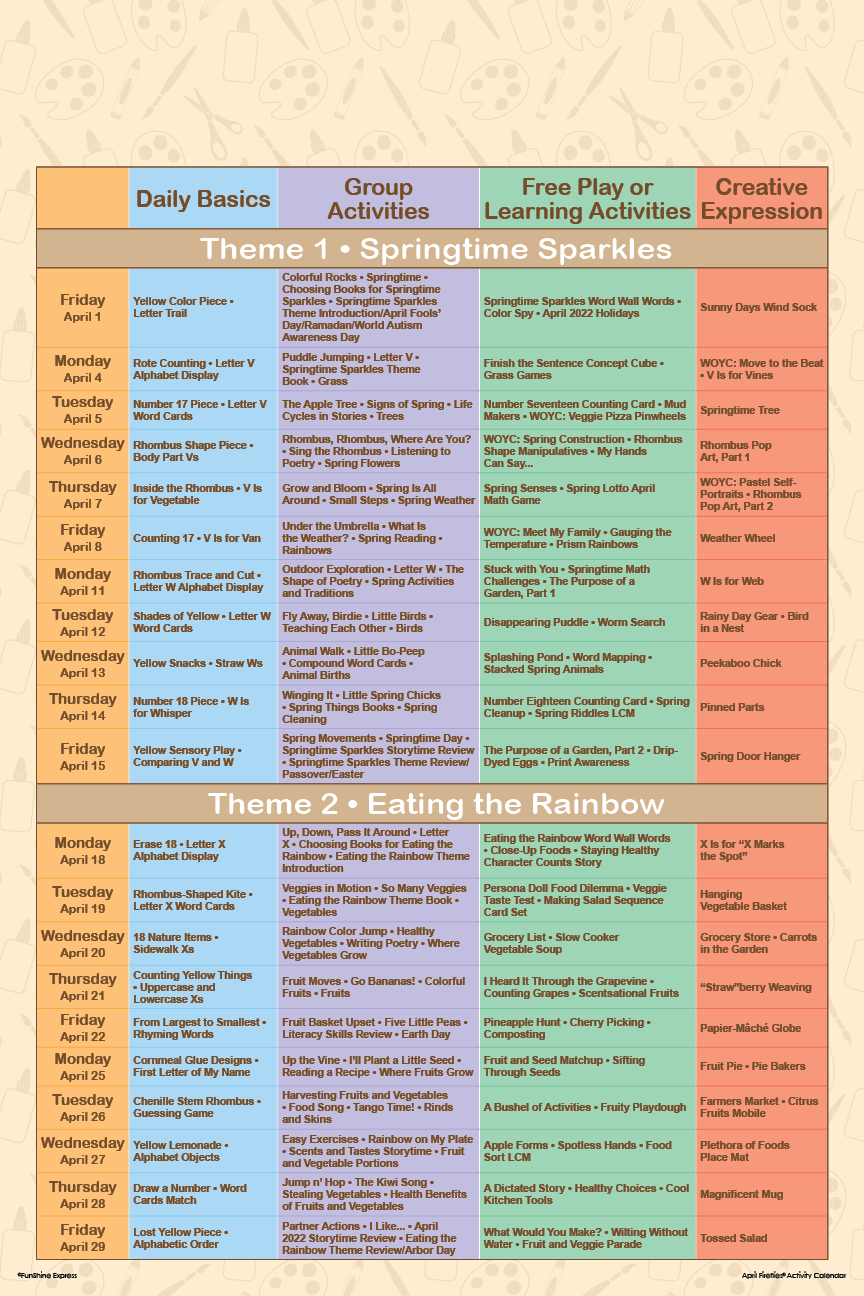 Daily Basics
Group
Activities
Free Play or
Learning Activities
Creative
Expression
Theme 1 • Springtime Sparkles
Friday
April 1
Yellow Color Piece •
Letter Trail
Colorful Rocks • Springtime •
Choosing Books for Springtime
Sparkles • Springtime Sparkles
Theme Introduction/April Fools'
Day/Ramadan/World Autism
Awareness Day
Springtime Sparkles Word Wall Words •
Color Spy • April 2022 Holidays
Sunny Days Wind Sock
Monday
April 4
Rote Counting • Letter V
Alphabet Display
Puddle Jumping • Letter V •
Springtime Sparkles Theme
Book • Grass
Finish the Sentence Concept Cube •
Grass Games
WOYC: Move to the Beat
• V Is for Vines
Tuesday
April 5
Number 17 Piece • Letter V
Word Cards
The Apple Tree • Signs of Spring • Life
Cycles in Stories • Trees
Number Seventeen Counting Card • Mud
Makers • WOYC: Veggie Pizza Pinwheels
Springtime Tree
Wednesday
April 6
Rhombus Shape Piece •
Body Part Vs
Rhombus, Rhombus, Where Are You?
• Sing the Rhombus • Listening to
Poetry • Spring Flowers
WOYC: Spring Construction • Rhombus
Shape Manipulatives • My Hands
Can Say...
Rhombus Pop
Art, Part 1
Thursday
April 7
Inside the Rhombus • V Is
for Vegetable
Grow and Bloom • Spring Is All
Around • Small Steps • Spring Weather
Spring Senses • Spring Lotto April
Math Game
WOYC: Pastel Self-
Portraits • Rhombus
Pop Art, Part 2
Friday
April 8
Counting 17 • V Is for Van
Under the Umbrella • What Is
the Weather? • Spring Reading •
Rainbows
WOYC: Meet My Family • Gauging the
Temperature • Prism Rainbows
Weather Wheel
Monday
April 11
Rhombus Trace and Cut •
Letter W Alphabet Display
Outdoor Exploration • Letter W • The
Shape of Poetry • Spring Activities
and Traditions
Stuck with You • Springtime Math
Challenges • The Purpose of a
Garden, Part 1
W Is for Web
Tuesday
April 12
Shades of Yellow • Letter W
Word Cards
Fly Away, Birdie • Little Birds •
Teaching Each Other • Birds
Disappearing Puddle • Worm Search
Rainy Day Gear • Bird
in a Nest
Wednesday
April 13
Yellow Snacks • Straw Ws
Animal Walk • Little Bo-Peep
• Compound Word Cards •
Animal Births
Splashing Pond • Word Mapping •
Stacked Spring Animals
Peekaboo Chick
Thursday
April 14
Number 18 Piece • W Is
for Whisper
Winging It • Little Spring Chicks
• Spring Things Books • Spring
Cleaning
Number Eighteen Counting Card • Spring
Cleanup • Spring Riddles LCM
Pinned Parts
Friday
April 15
Yellow Sensory Play •
Comparing V and W
Spring Movements • Springtime Day •
Springtime Sparkles Storytime Review
• Springtime Sparkles Theme Review/
Passover/Easter
The Purpose of a Garden, Part 2 • Drip-
Dyed Eggs • Print Awareness
Spring Door Hanger
Theme 2 • Eating the Rainbow
Monday
April 18
Erase 18 • Letter X
Alphabet Display
Up, Down, Pass It Around • Letter
X • Choosing Books for Eating the
Rainbow • Eating the Rainbow Theme
Introduction
Eating the Rainbow Word Wall Words
• Close-Up Foods • Staying Healthy
Character Counts Story
X Is for "X Marks
the Spot"
Tuesday
April 19
Rhombus-Shaped Kite •
Letter X Word Cards
Veggies in Motion • So Many Veggies
• Eating the Rainbow Theme Book •
Vegetables
Persona Doll Food Dilemma • Veggie
Taste Test • Making Salad Sequence
Card Set
Hanging
Vegetable Basket
Wednesday
April 20
18 Nature Items •
Sidewalk Xs
Rainbow Color Jump • Healthy
Vegetables • Writing Poetry • Where
Vegetables Grow
Grocery List • Slow Cooker
Vegetable Soup
Grocery Store • Carrots
in the Garden
Thursday
April 21
Counting Yellow Things
• Uppercase and
Lowercase Xs
Fruit Moves • Go Bananas! • Colorful
Fruits • Fruits
I Heard It Through the Grapevine •
Counting Grapes • Scentsational Fruits
"Straw"berry Weaving
Friday
April 22
From Largest to Smallest •
Rhyming Words
Fruit Basket Upset • Five Little Peas •
Literacy Skills Review • Earth Day
Pineapple Hunt • Cherry Picking •
Composting
Papier-Mâché Globe
Monday
April 25
Cornmeal Glue Designs •
First Letter of My Name
Up the Vine • I'll Plant a Little Seed •
Reading a Recipe • Where Fruits Grow
Fruit and Seed Matchup • Sifting
Through Seeds
Fruit Pie • Pie Bakers
Tuesday
April 26
Chenille Stem Rhombus •
Guessing Game
Harvesting Fruits and Vegetables
• Food Song • Tango Time! • Rinds
and Skins
A Bushel of Activities • Fruity Playdough
Farmers Market • Citrus
Fruits Mobile
Wednesday
April 27
Yellow Lemonade •
Alphabet Objects
Easy Exercises • Rainbow on My Plate
• Scents and Tastes Storytime • Fruit
and Vegetable Portions
Apple Forms • Spotless Hands • Food
Sort LCM
Plethora of Foods
Place Mat
Thursday
April 28
Draw a Number • Word
Cards Match
Jump n' Hop • The Kiwi Song •
Stealing Vegetables • Health Benefits
of Fruits and Vegetables
A Dictated Story • Healthy Choices • Cool
Kitchen Tools
Magnificent Mug
Friday
April 29
Lost Yellow Piece •
Alphabetic Order
Partner Actions • I Like... • April
2022 Storytime Review • Eating the
Rainbow Theme Review/Arbor Day
What Would You Make? • Wilting Without
Water • Fruit and Veggie Parade
Tossed Salad
©FunShine Express
April Fireflies® Activity Calendar